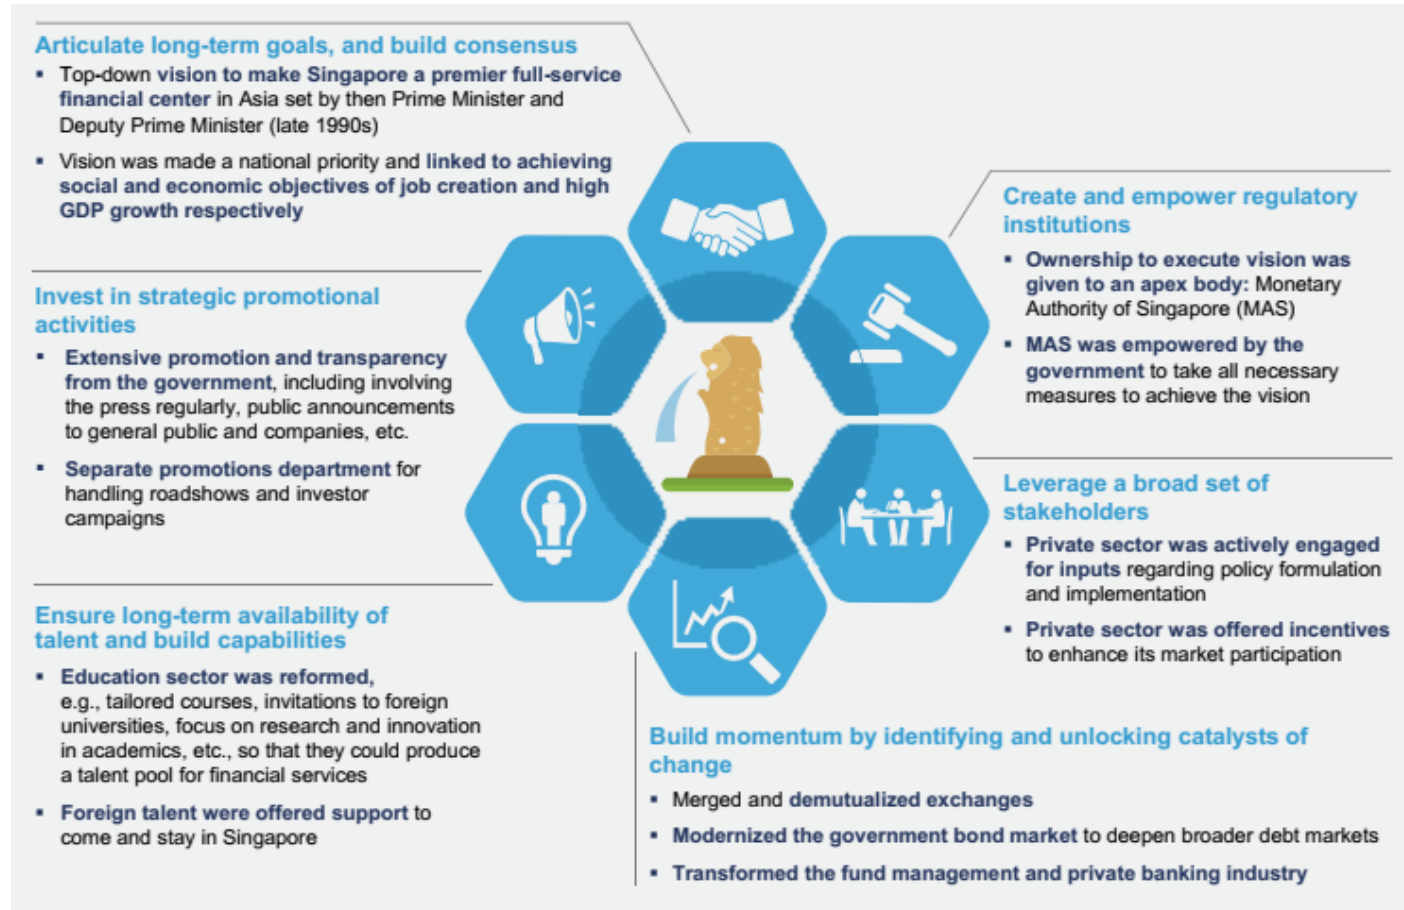 Articulate long-term goals, and build consensus
▪ Top-down vision to make Singapore a premier full-service
financial center in Asia set by then Prime Minister and
Deputy Prime Minister (late 1990s)
▪ Vision was made a national priority and linked to achieving
social and economic objectives of job creation and high
GDP growth respectively
Create and empower regulatory
institutions
▪ Ownership to execute vision was
given to an apex body: Monetary
Authority of Singapore (MAS)
▪ MAS was empowered by the
government to take all necessary
measures to achieve the vision
Leverage a broad set of
stakeholders
▪ Private sector was actively engaged
for inputs regarding policy formulation
and implementation
▪ Private sector was offered incentives
to enhance its market participation
Build momentum by identifying and unlocking catalysts of
change
▪ Merged and demutualized exchanges
▪ Modernized the government bond market to deepen broader debt markets
▪ Transformed the fund management and private banking industry
Ensure long-term availability of
talent and build capabilities
▪ Education sector was reformed,
e.g., tailored courses, invitations to foreign
universities, focus on research and innovation
in academics, etc., so that they could produce
a talent pool for financial services
▪ Foreign talent were offered support to
come and stay in Singapore
Invest in strategic promotional
activities
▪ Extensive promotion and transparency
from the government, including involving
the press regularly, public announcements
to general public and companies, etc.
▪ Separate promotions department for
handling roadshows and investor
campaigns